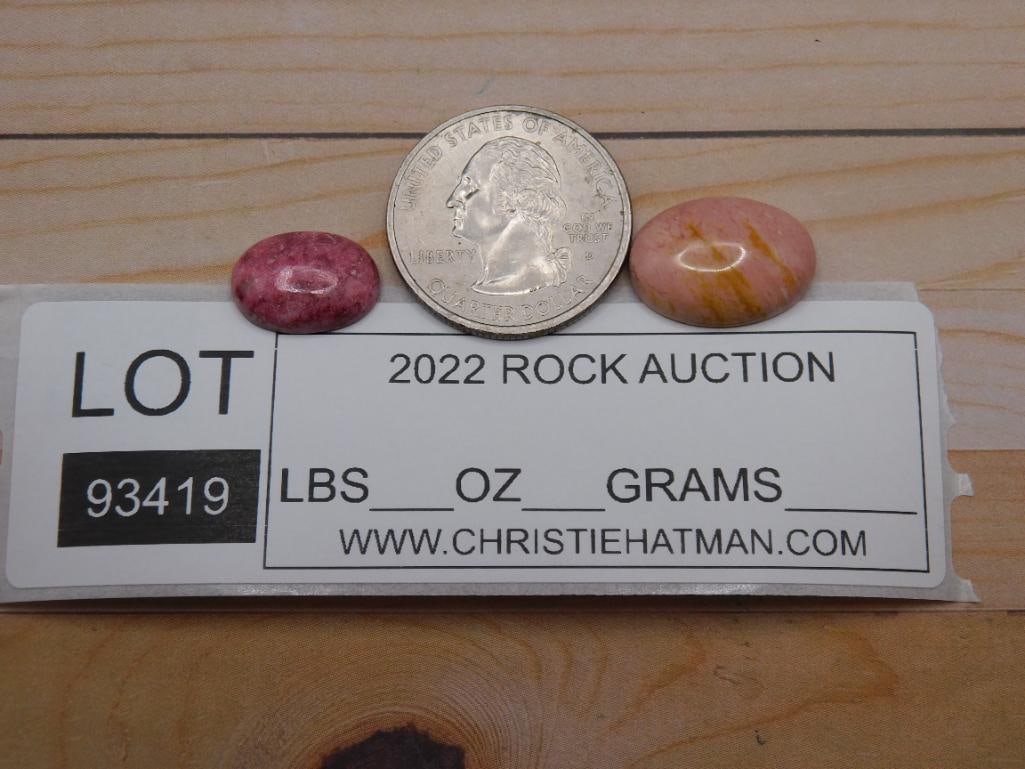 UNITED STATES OF AMERICA
LIBERTY
IN
GOD WE
TRUST
D
QUARTER DOLLAR
LOT
93419
2022 ROCK AUCTION
LBS___OZ___GRAMS_____
WWW.CHRISTIEHATMAN.COM